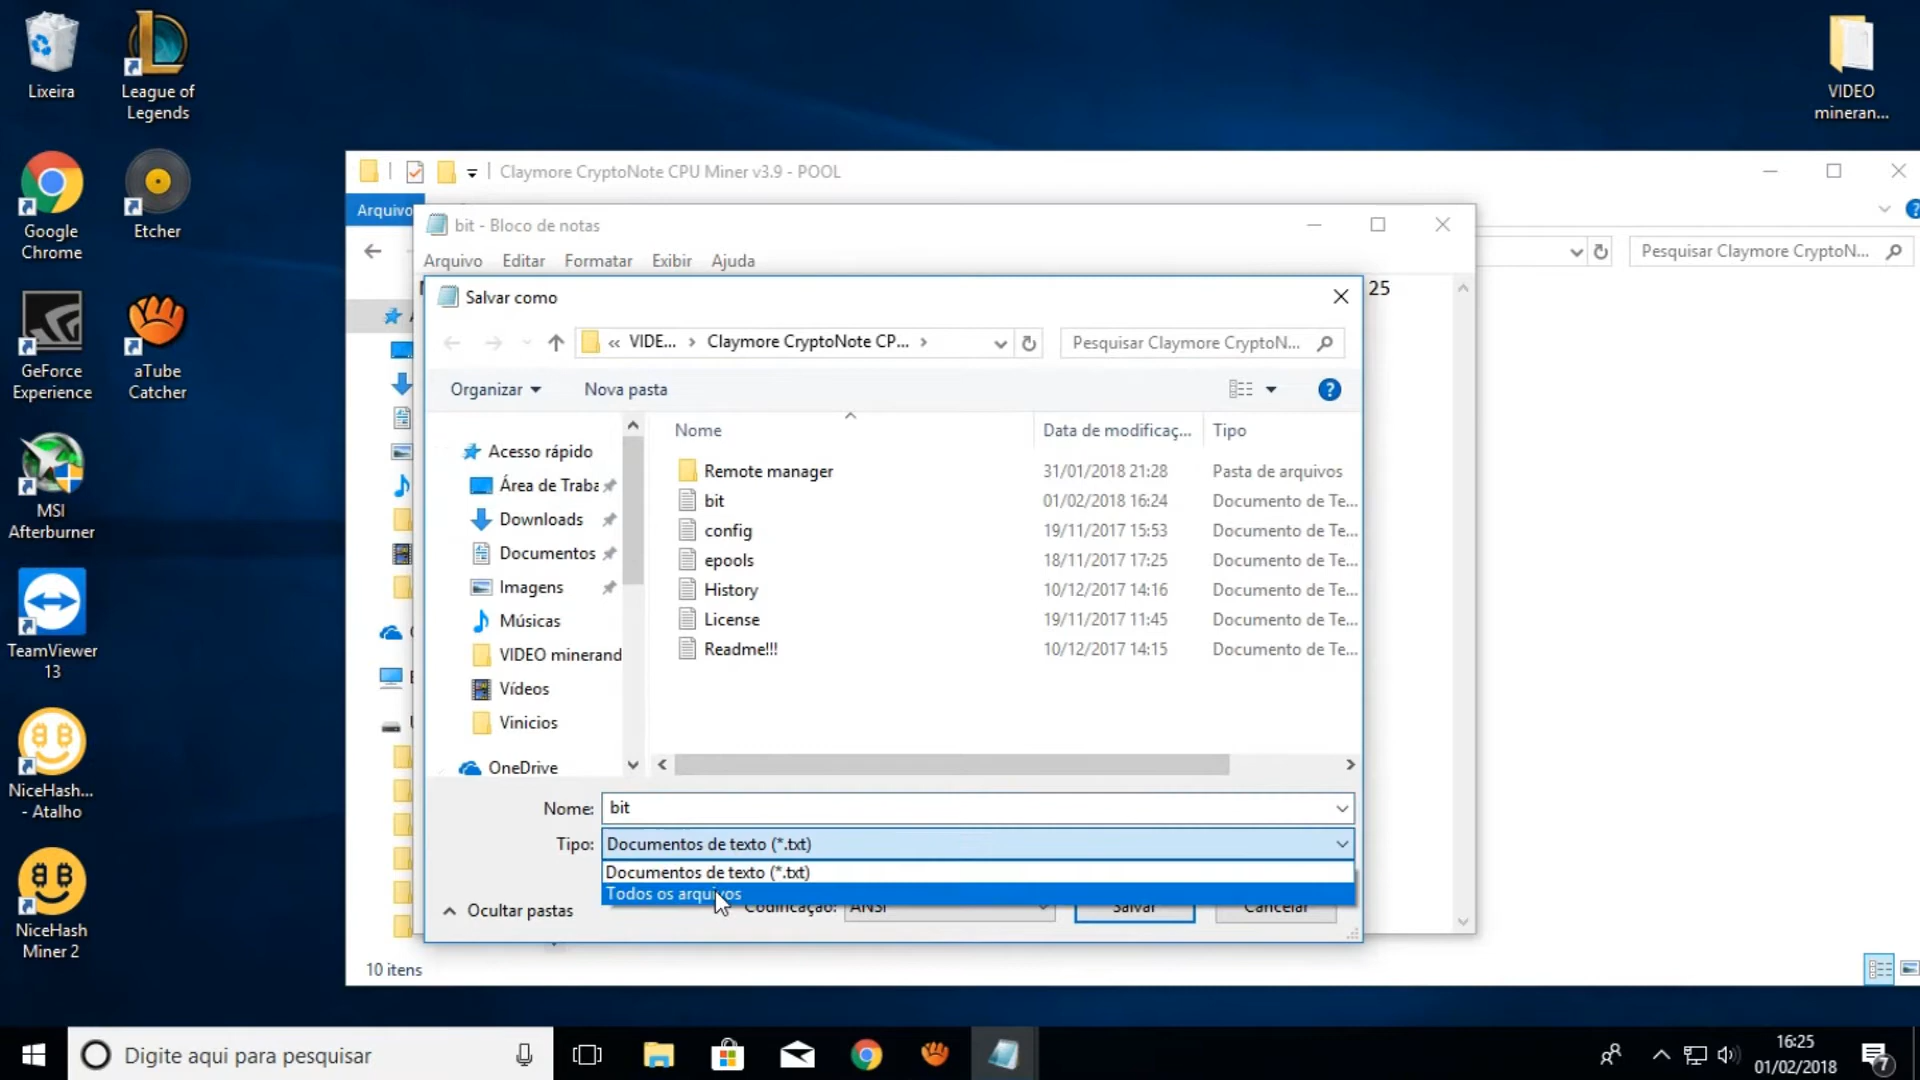 Lixeira
League of
Legends
VIDEO
mineran...
Google
Chrome
Etcher
GeForce
Experience
aTube
Catcher
MSI
Afterburner
TeamViewer
13
NiceHash...
- Atalho
NiceHash
Miner 2
Claymore CryptoNote CPU Miner v3.9 - POOL
Arquivo
Pesquisar Claymore CryptoN...
bit - Bloco de notas
Arquivo Editar Formatar Exibir Ajuda
25
Salvar como
« VIDE... › Claymore CryptoNote CP... ›
Pesquisar Claymore CryptoN...
Organizar
Nova pasta
Nome
Data de modificaç...
Tipo
Acesso rápido
Área de Traba
Downloads
Documentos
Imagens
Músicas
VIDEO minerand
Vídeos
Vinicios
OneDrive
Remote manager 31/01/2018 21:28 Pasta de arquivos
bit 01/02/2018 16:24 Documento de Te...
config 19/11/2017 15:53 Documento de Te...
epools 18/11/2017 17:25 Documento de Te...
History 10/12/2017 14:16 Documento de Te...
License 19/11/2017 11:45 Documento de Te...
Readme!!! 10/12/2017 14:15 Documento de Te...
Nome: bit
Tipo: Documentos de texto (*.txt)
Documentos de texto (*.txt)
Todos os arquivos
Ocultar pastas
Codificação: ANSI
Salvar
Cancelar
10 itens
Digite aqui para pesquisar
16:25
01/02/2018
7